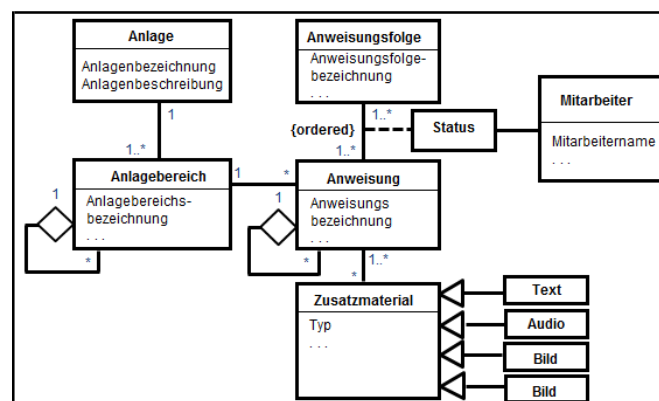 Anlage
Anlagenbezeichnung
Anlagenbeschreibung
1
1..*
Anweisungsfolge
Anweisungsfolge-
bezeichnung
. . .
1..*
{ordered}
1..*
Status
Mitarbeiter
Mitarbeitername
. . .
Anlagebereich
Anlagebereichs-
bezeichnung
. . .
1
*
1
*
Anweisung
Anweisungs
bezeichnung
. . .
1
*
1..*
*
Zusatzmaterial
Typ
. . .
Text
Audio
Bild
Bild